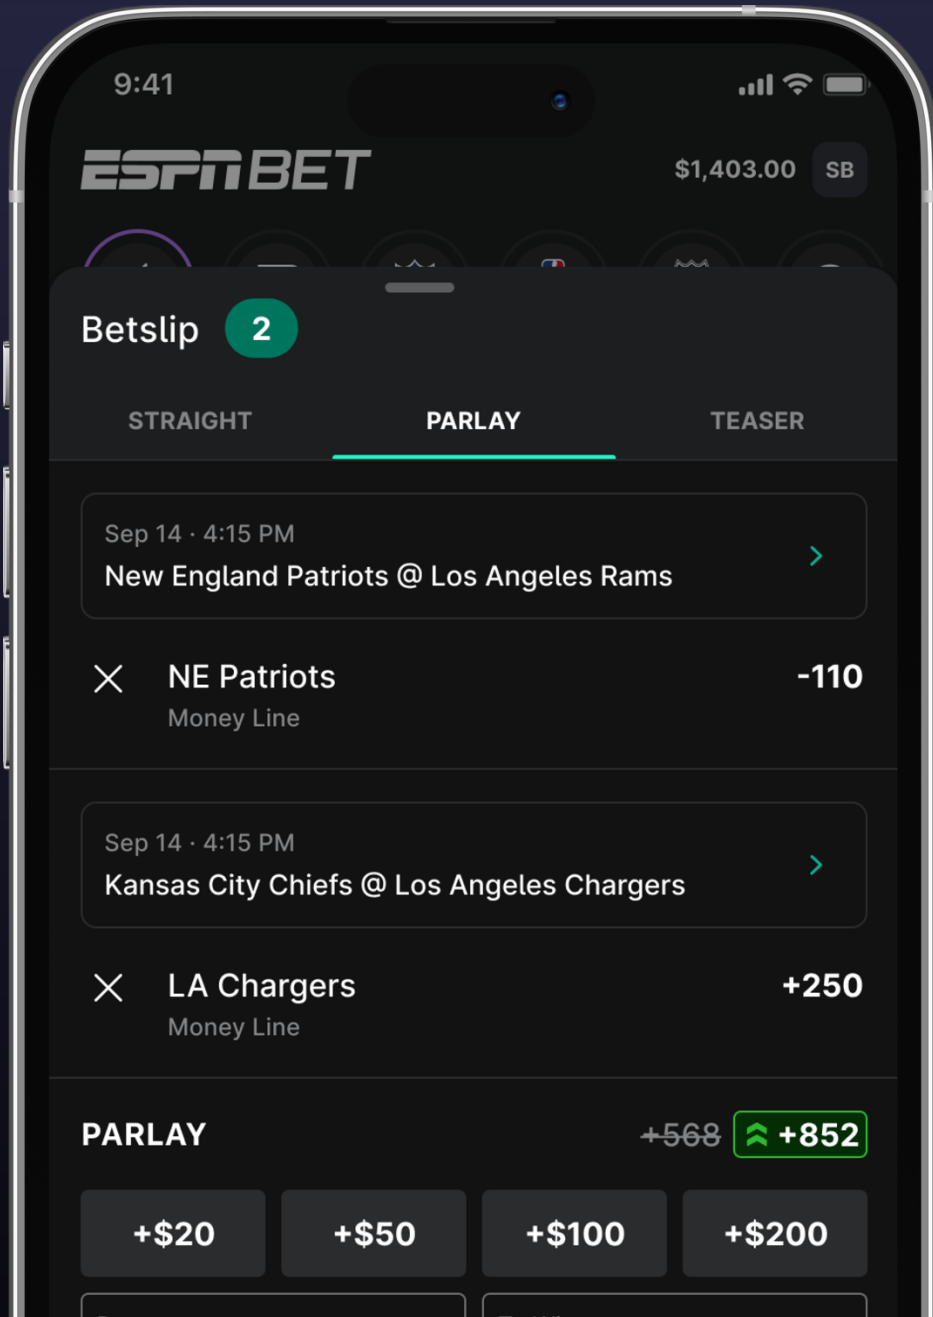 9:41
ESPN BET
$1,403.00 SB
Betslip 2
STRAIGHT PARLAY TEASER
Sep 14 · 4:15 PM
New England Patriots @ Los Angeles Rams
NE Patriots -110
Money Line
Sep 14 · 4:15 PM
Kansas City Chiefs @ Los Angeles Chargers
LA Chargers +250
Money Line
PARLAY +568 +852
+$20 +$50 +$100 +$200